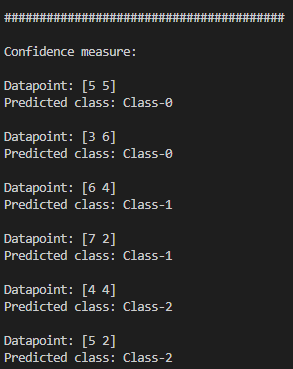 ########################################
Confidence measure:
Datapoint: [5 5]
Predicted class: Class-0
Datapoint: [3 6]
Predicted class: Class-0
Datapoint: [6 4]
Predicted class: Class-1
Datapoint: [7 2]
Predicted class: Class-1
Datapoint: [4 4]
Predicted class: Class-2
Datapoint: [5 2]
Predicted class: Class-2